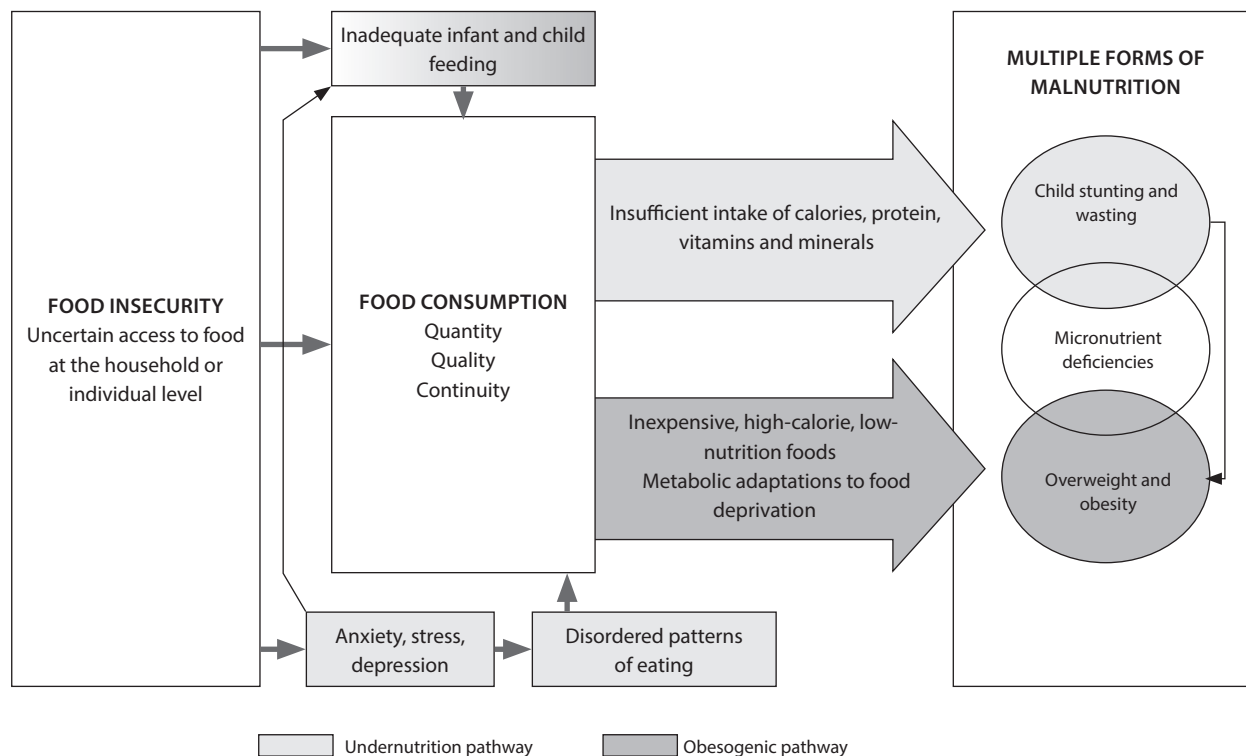 Inadequate infant and child
feeding
MULTIPLE FORMS OF
MALNUTRITION
Child stunting and
wasting
Insufficient intake of calories, protein,
vitamins and minerals
FOOD INSECURITY
Uncertain access to food
at the household or
individual level
FOOD CONSUMPTION
Quantity
Quality
Continuity
Micronutrient
deficiencies
Inexpensive, high-calorie, low-
nutrition foods
Metabolic adaptations to food
deprivation
Overweight and
obesity
Anxiety, stress,
depression
Disordered patterns
of eating
Undernutrition pathway
Obesogenic pathway